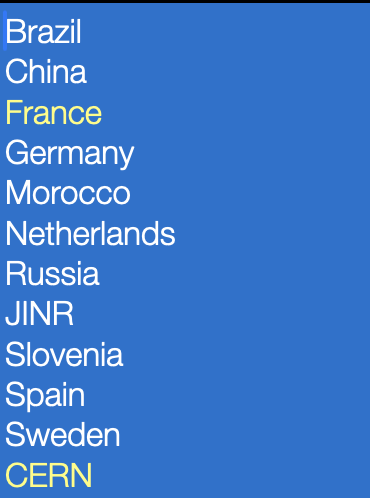 Brazil
China
France
Germany
Morocco
Netherlands
Russia
JINR
Slovenia
Spain
Sweden
CERN